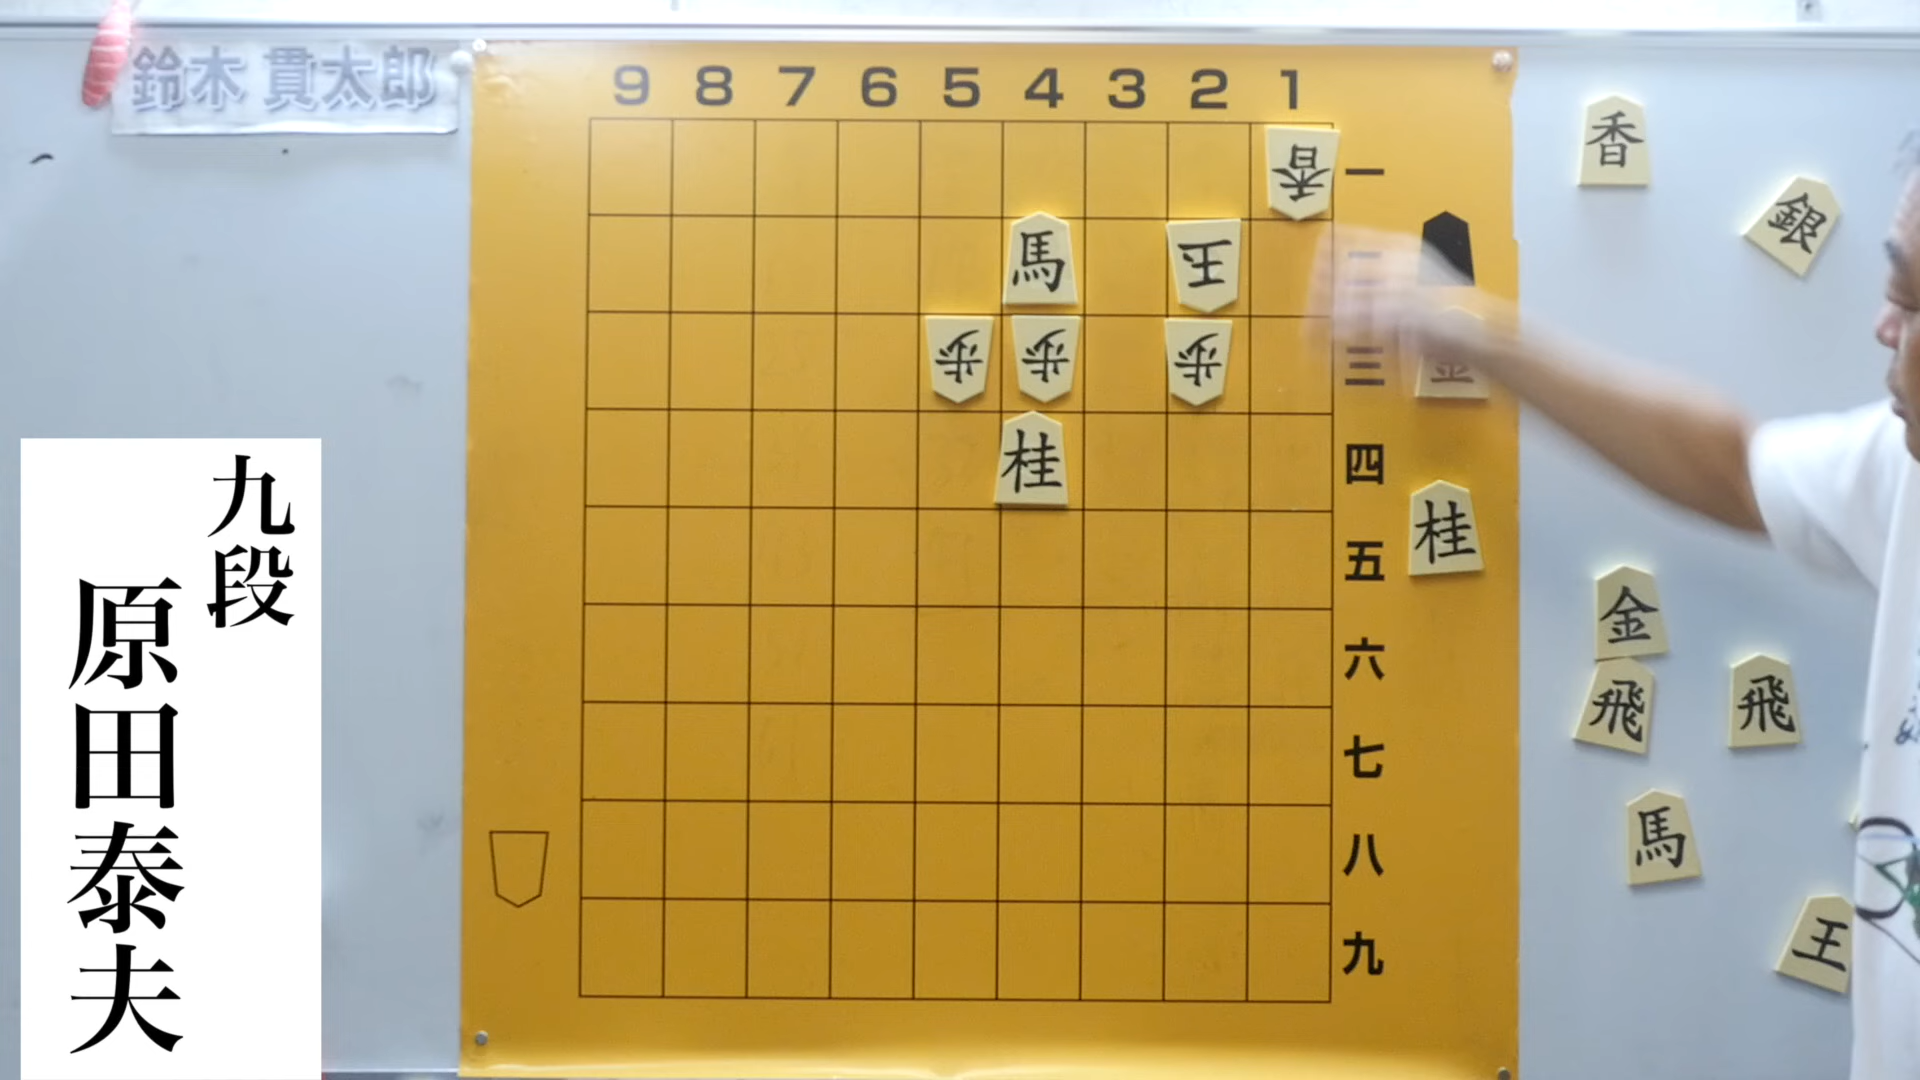 鈴木 貫太郎
9 8 7 6 5 4 3 2 1
香 一
馬 王 二
歩 歩 歩 三
桂 四
五
六
七
八
九
金
桂
香
銀
金
飛 飛
馬
王
九段
原田泰夫